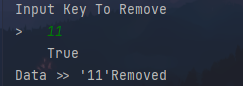 Input Key To Remove
> 11
True
Data >> '11'Removed